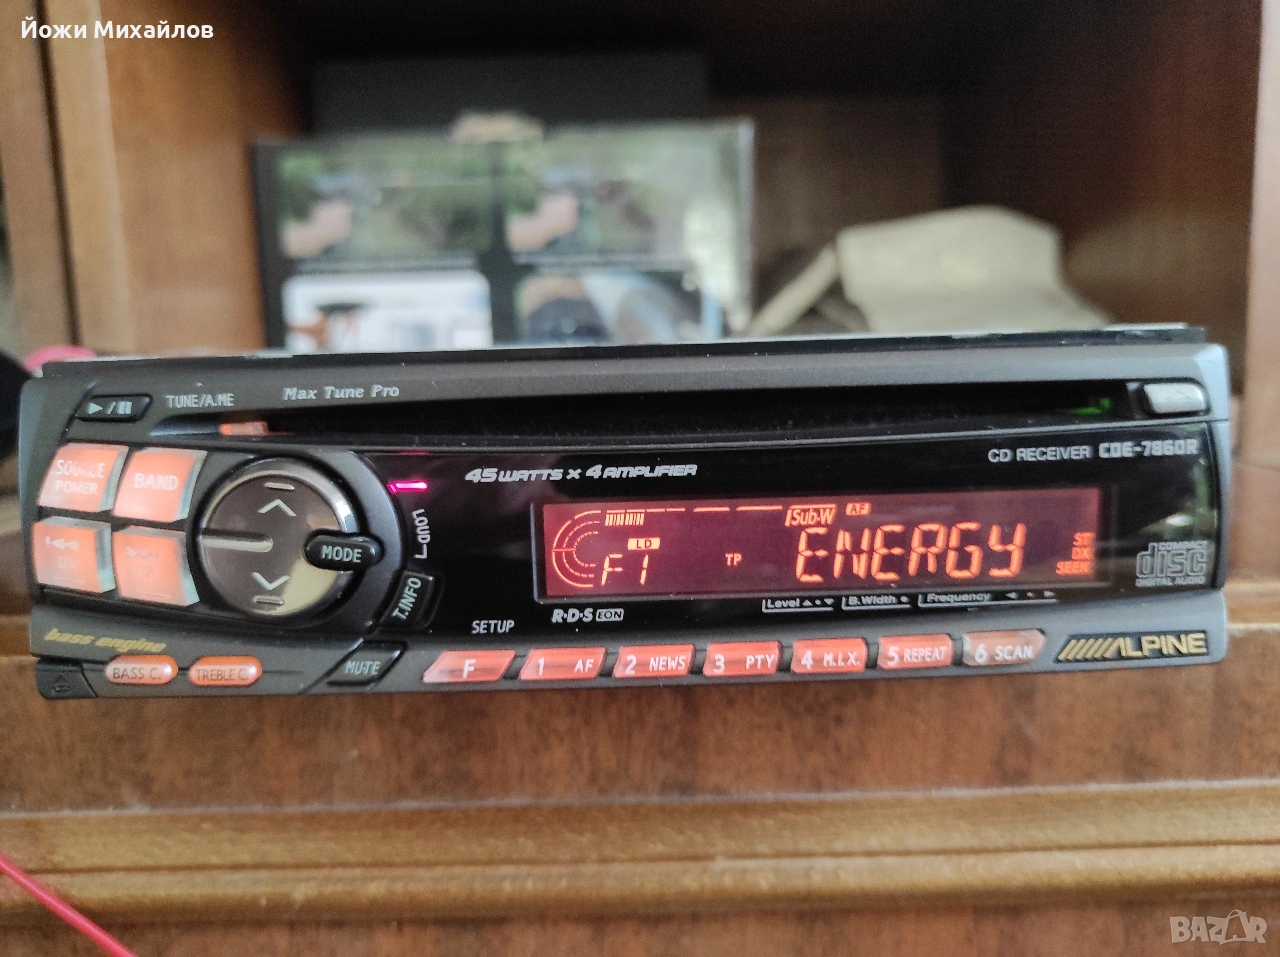 Йожи Михайлов
TUNE/A.ME
Max Tune Pro
SOURCE
POWER
BAND
MODE
LOUD
T.INFO
45 WATTS × 4 AMPLIFIER
CD RECEIVER CDE-7860R
Sub-W AF
LD
F1
TP
ENERGY
ST
DX
SEEK
COMPACT
disc
DIGITAL AUDIO
R·D·S EON
Level
B.Width
Frequency
SETUP
bass engine
BASS C.
TREBLE C.
MUTE
F
1 AF
2 NEWS
3 PTY
4 M.I.X.
5 REPEAT
6 SCAN
ALPINE
BAZAR